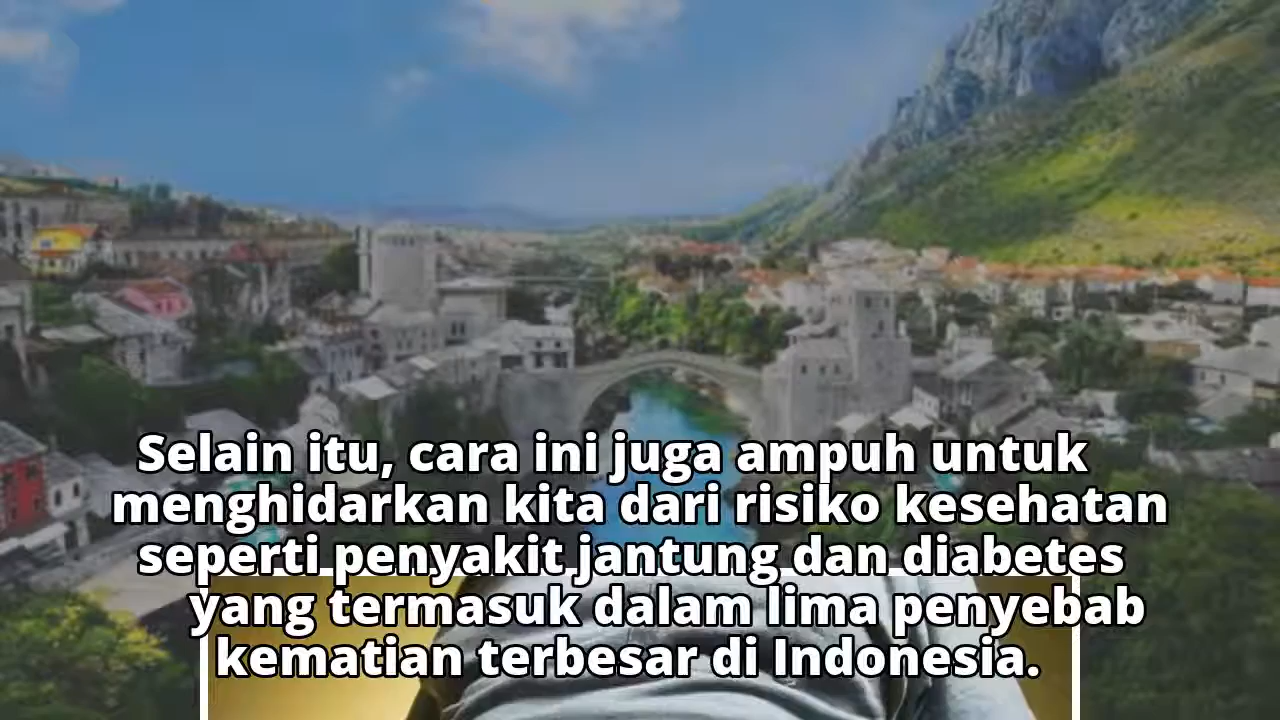 Selain itu, cara ini juga ampuh untuk
menghidarkan kita dari risiko kesehatan
seperti penyakit jantung dan diabetes
yang termasuk dalam lima penyebab
kematian terbesar di Indonesia.